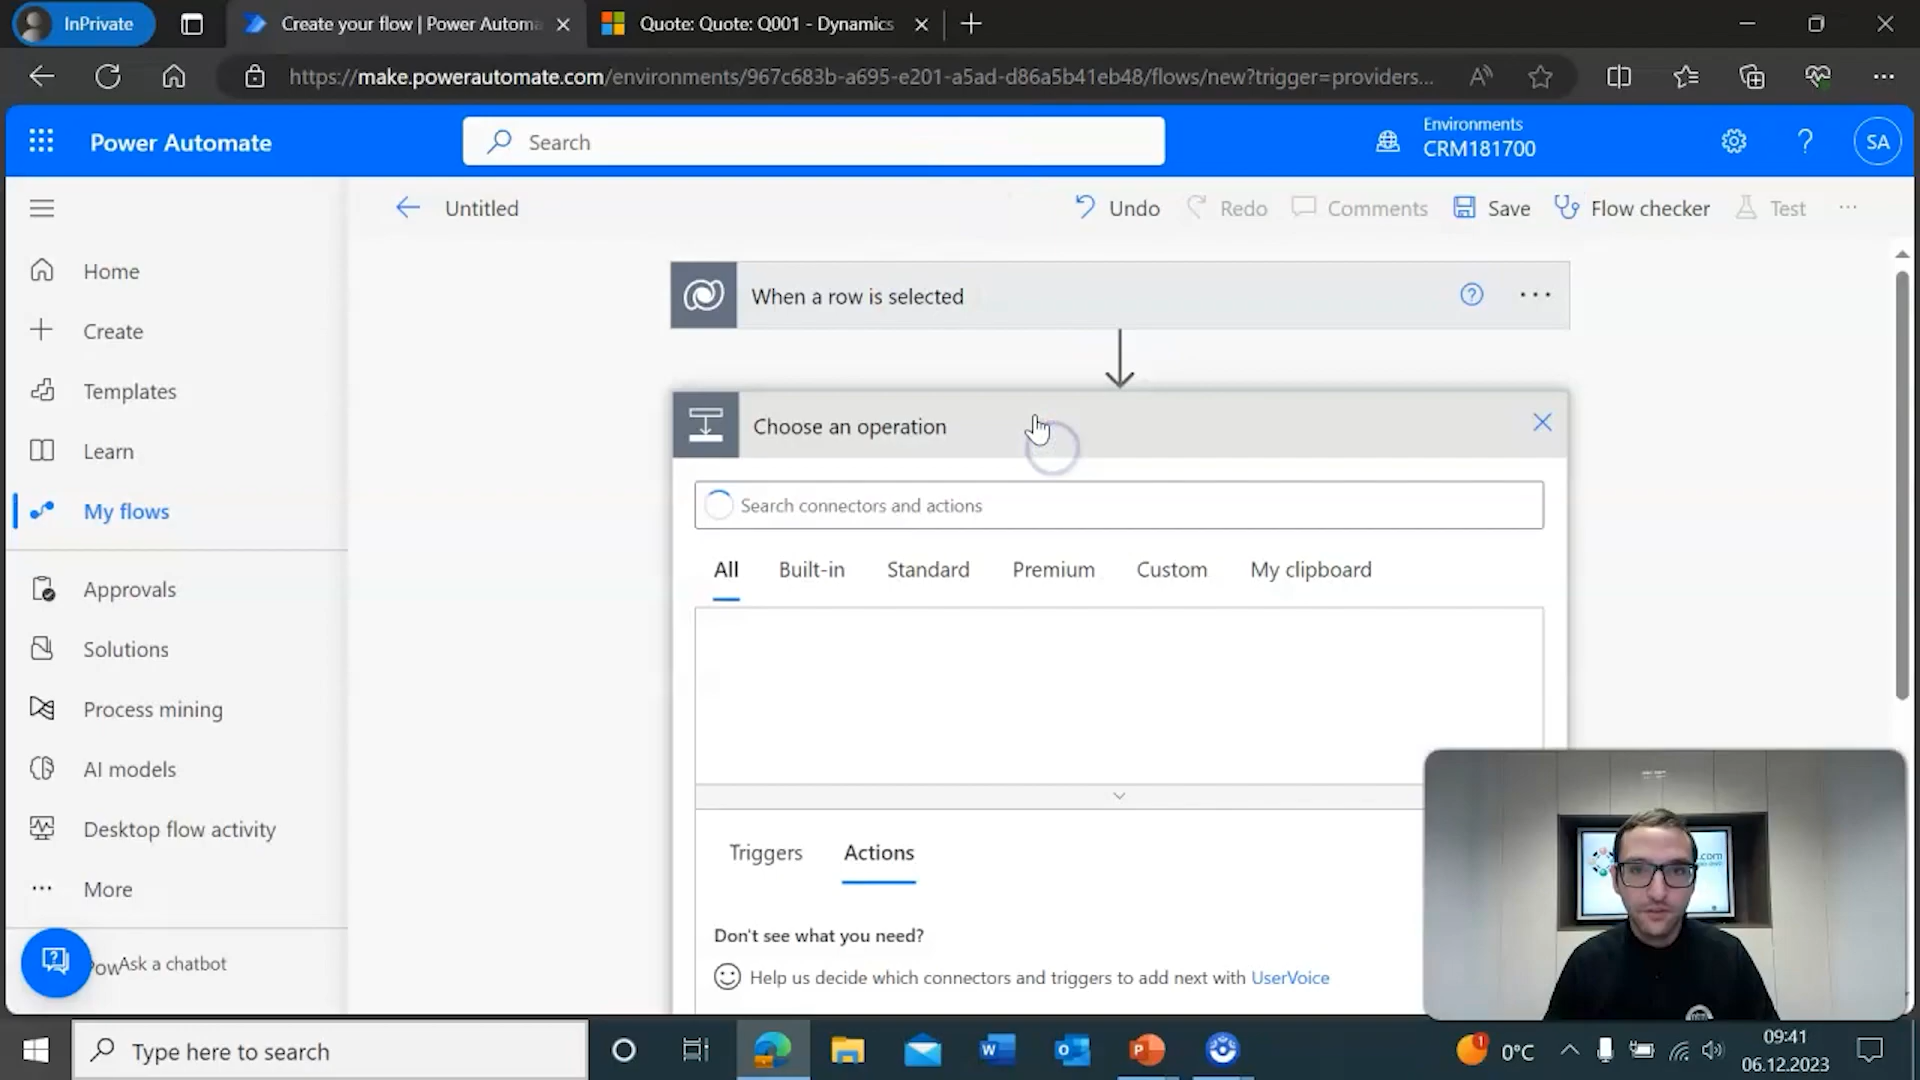 InPrivate
Create your flow | Power Autom
Quote: Quote: Q001 - Dynamics
https://make.powerautomate.com/environments/967c683b-a695-e201-a5ad-d86a5b41eb48/flows/new?trigger=providers...
Power Automate
Search
Environments
CRM181700
SA
Untitled
Undo
Redo
Comments
Save
Flow checker
Test
Home
Create
Templates
Learn
My flows
Approvals
Solutions
Process mining
AI models
Desktop flow activity
More
Pow
Ask a chatbot
When a row is selected
Choose an operation
Search connectors and actions
All
Built-in
Standard
Premium
Custom
My clipboard
Triggers
Actions
Don't see what you need?
Help us decide which connectors and triggers to add next with UserVoice
.com
Type here to search
1
0°C
09:41
06.12.2023